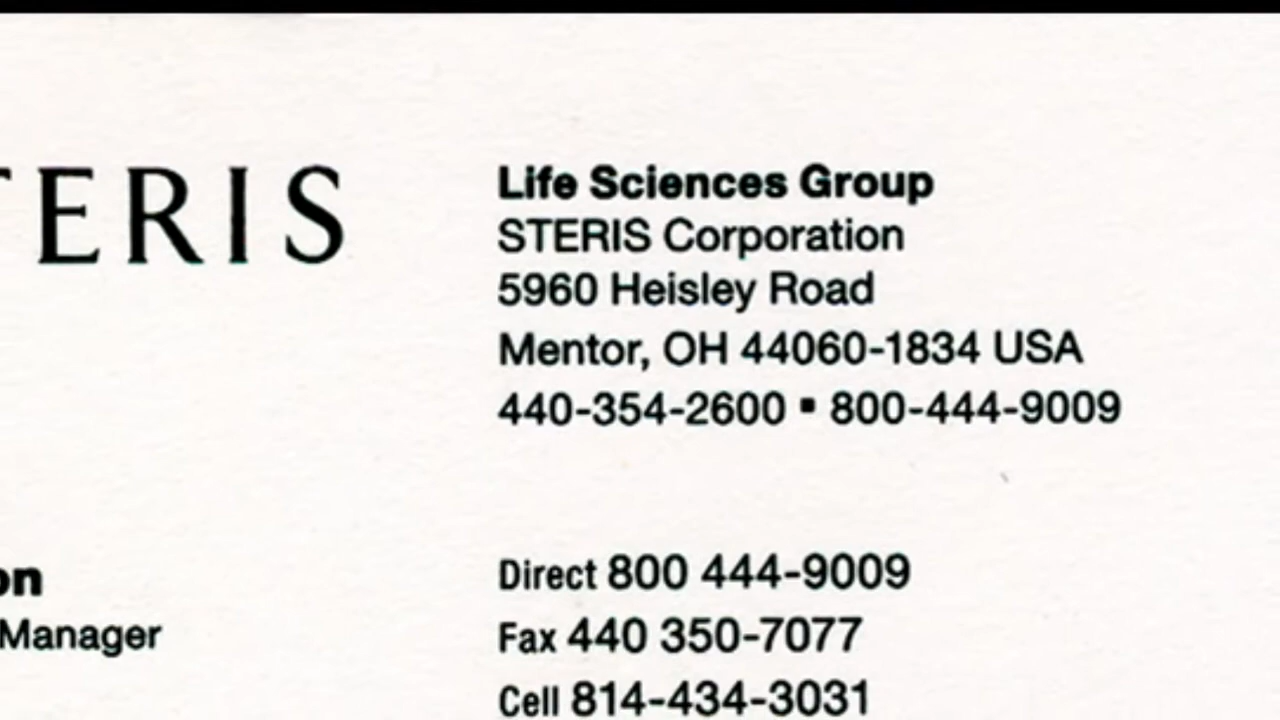 TERIS
Life Sciences Group
STERIS Corporation
5960 Heisley Road
Mentor, OH 44060-1834 USA
440-354-2600 ▪ 800-444-9009
on
Manager
Direct 800 444-9009
Fax 440 350-7077
Cell 814-434-3031